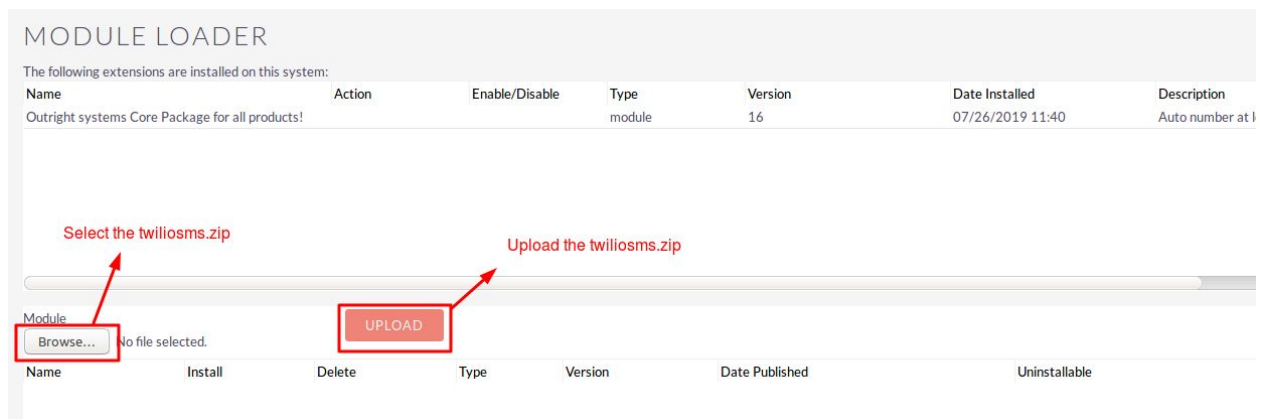 MODULE LOADER
The following extensions are installed on this system:
Name Action Enable/Disable Type Version Date Installed Description
Outright systems Core Package for all products! module 16 07/26/2019 11:40 Auto number at
Select the twiliosms.zip
Upload the twiliosms.zip
Module
UPLOAD
Browse... No file selected.
Name Install Delete Type Version Date Published Uninstallable